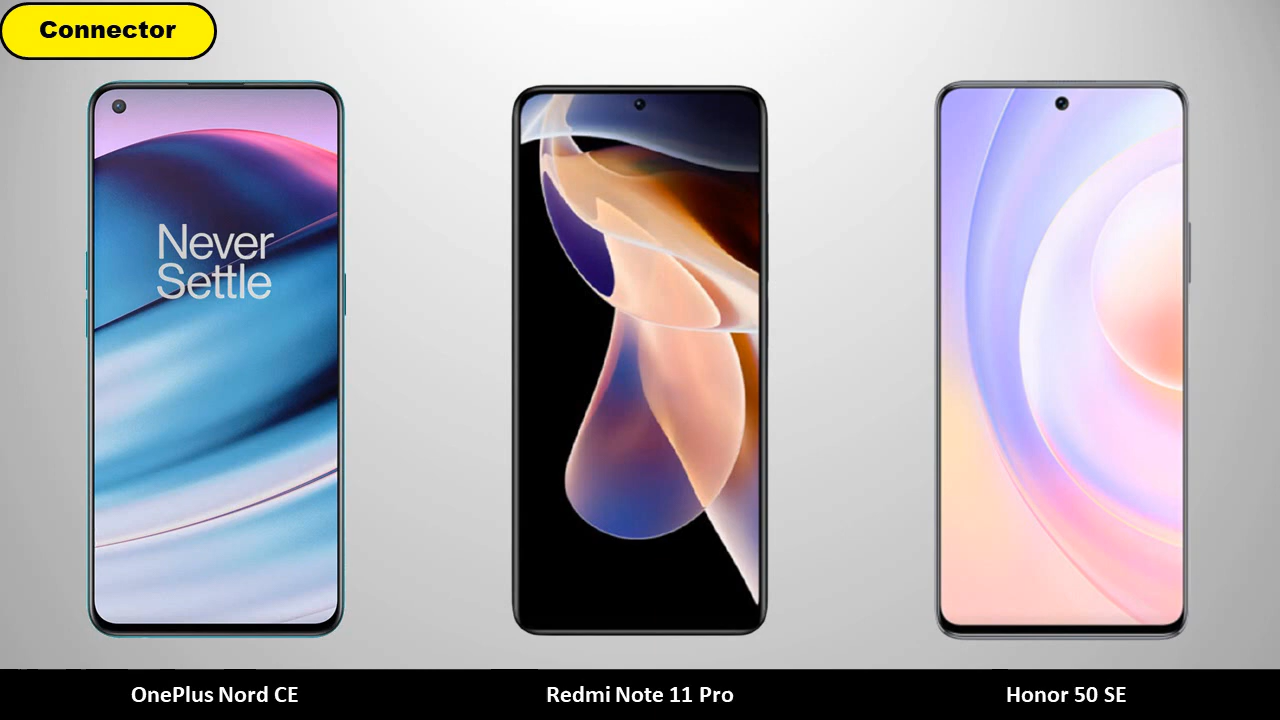 Connector
Never
Settle
OnePlus Nord CE
Redmi Note 11 Pro
Honor 50 SE